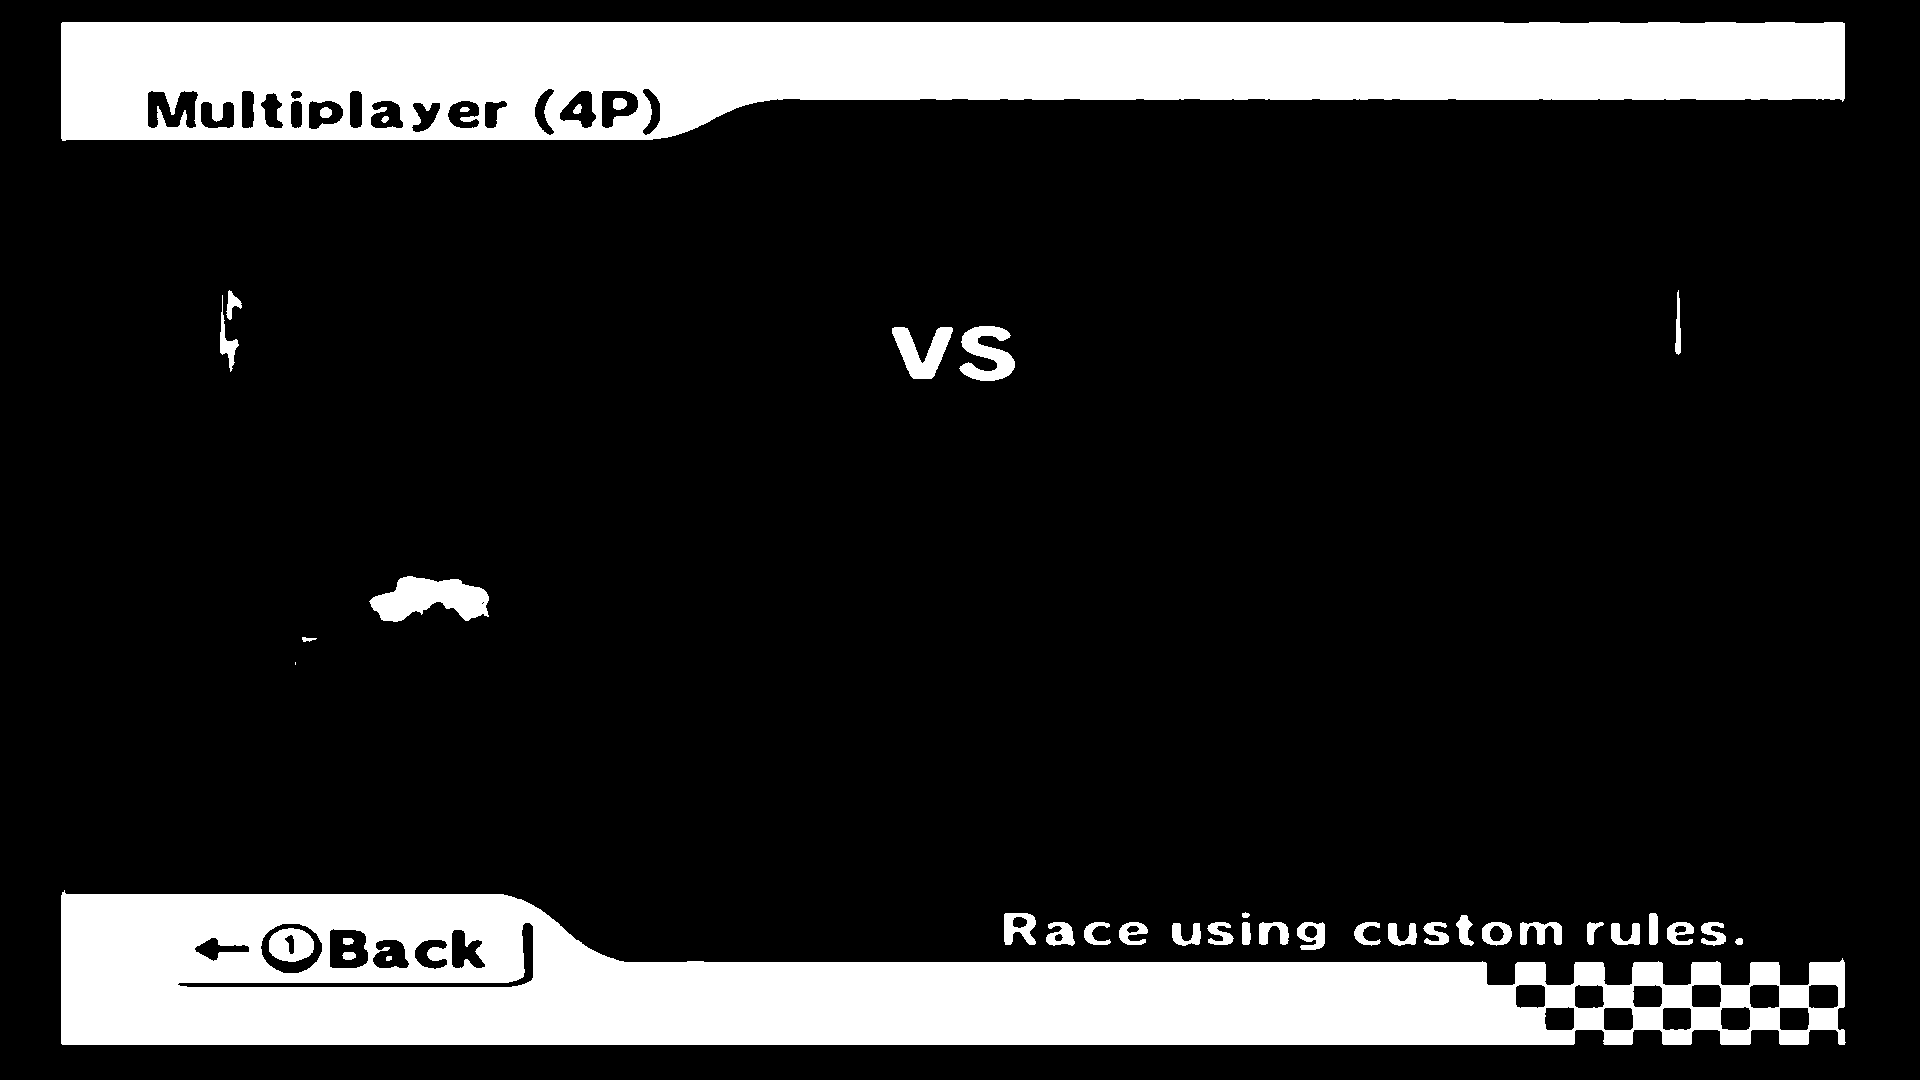 Multiplayer (4P)
VS
← ①Back
Race using custom rules.